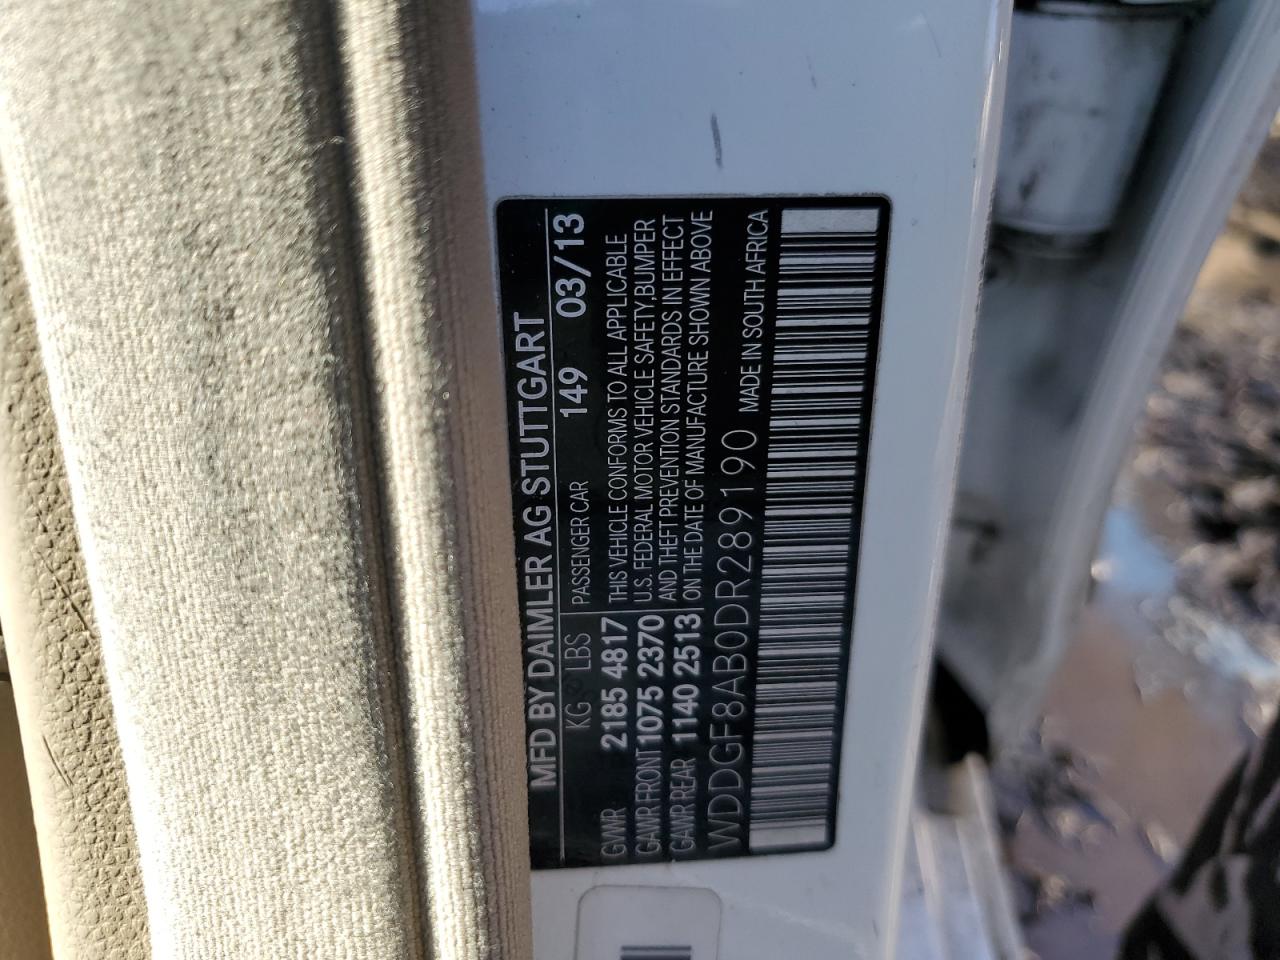 MFD BY DAIMLER AG STUTTGART
KG LBS PASSENGER CAR 149 03/13
GVWR 2185 4817 THIS VEHICLE CONFORMS TO ALL APPLICABLE
GAWR FRONT 1075 2370 U.S. FEDERAL MOTOR VEHICLE SAFETY,BUMPER
GAWR REAR 1140 2513 AND THEFT PREVENTION STANDARDS IN EFFECT
ON THE DATE OF MANUFACTURE SHOWN ABOVE
WDDGF8AB0DR289190 MADE IN SOUTH AFRICA